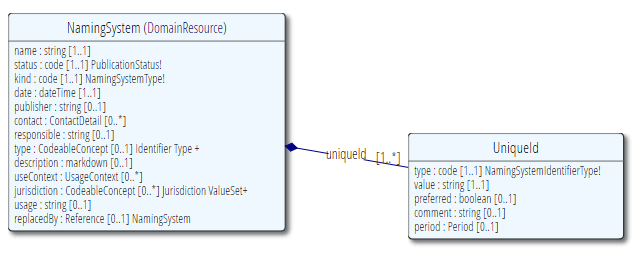 NamingSystem (DomainResource)
name : string [1..1]
status : code [1..1] PublicationStatus!
kind : code [1..1] NamingSystemType!
date : dateTime [1..1]
publisher : string [0..1]
contact : ContactDetail [0..*]
responsible : string [0..1]
type : CodeableConcept [0..1] Identifier Type +
description : markdown [0..1]
useContext : UsageContext [0..*]
jurisdiction : CodeableConcept [0..*] Jurisdiction ValueSet+
usage : string [0..1]
replacedBy : Reference [0..1] NamingSystem
uniqueId [1..*]
UniqueId
type : code [1..1] NamingSystemIdentifierType!
value : string [1..1]
preferred : boolean [0..1]
comment : string [0..1]
period : Period [0..1]